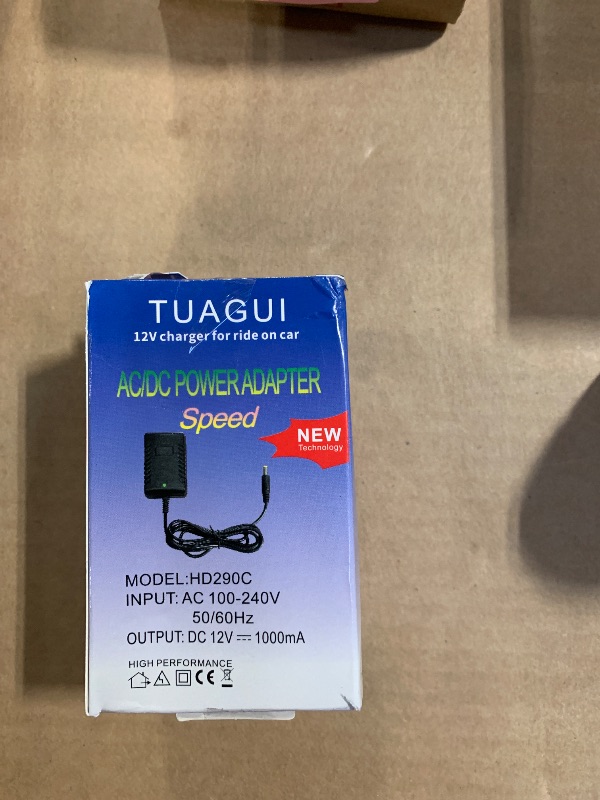 TUAGUI
12V charger for ride on car
AC/DC POWER ADAPTER
Speed
NEW
Technology
MODEL:HD290C
INPUT: AC 100-240V
50/60Hz
OUTPUT: DC 12V ⎓ 1000mA
HIGH PERFORMANCE
CE